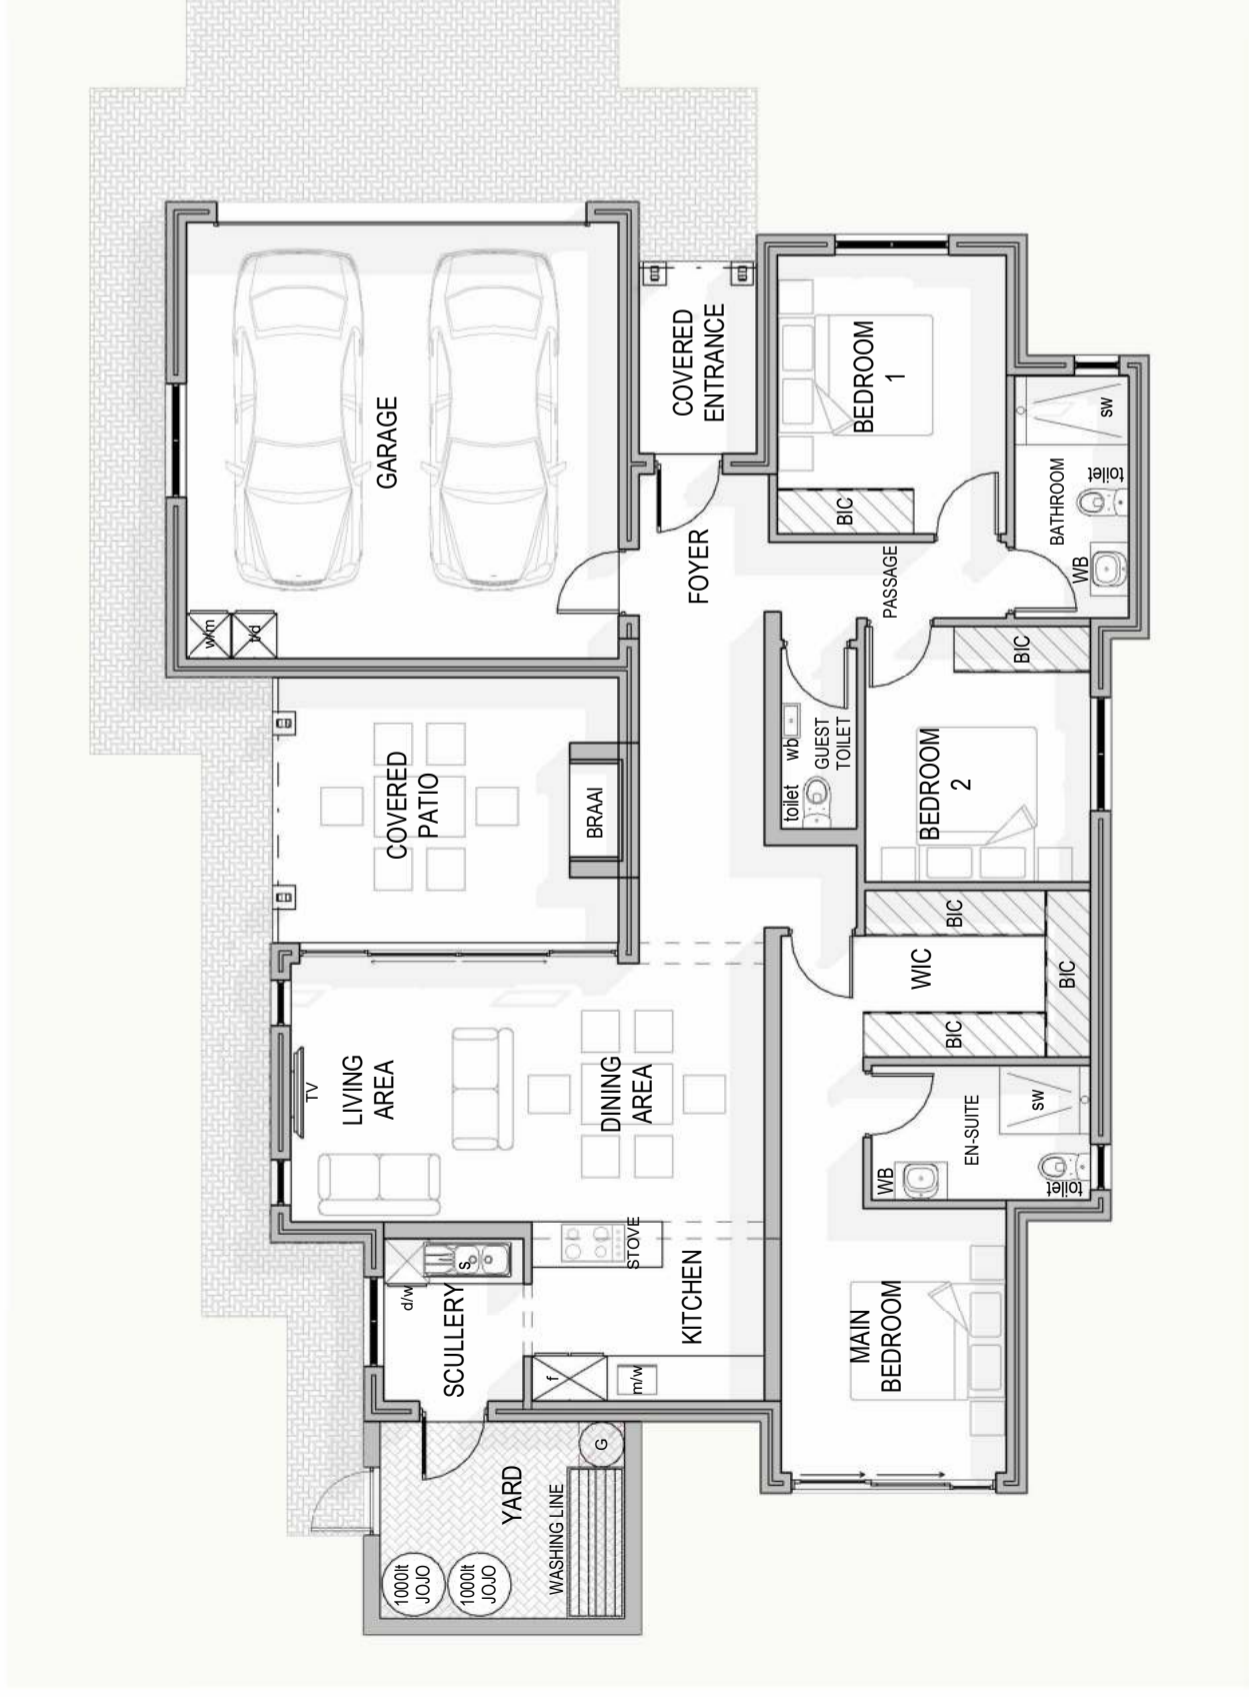 GARAGE
w/m
t/d
COVERED
ENTRANCE
BEDROOM
1
BIC
FOYER
PASSAGE
BATHROOM
sw
toilet
WB
COVERED
PATIO
BRAAI
wb
toilet
GUEST
TOILET
BEDROOM
2
BIC
BIC
WIC
BIC
BIC
TV
LIVING
AREA
DINING
AREA
EN-SUITE
sw
WB
toilet
STOVE
KITCHEN
d/w
s
SCULLERY
f
m/w
MAIN
BEDROOM
YARD
G
WASHING LINE
1000lt
JOJO
1000lt
JOJO